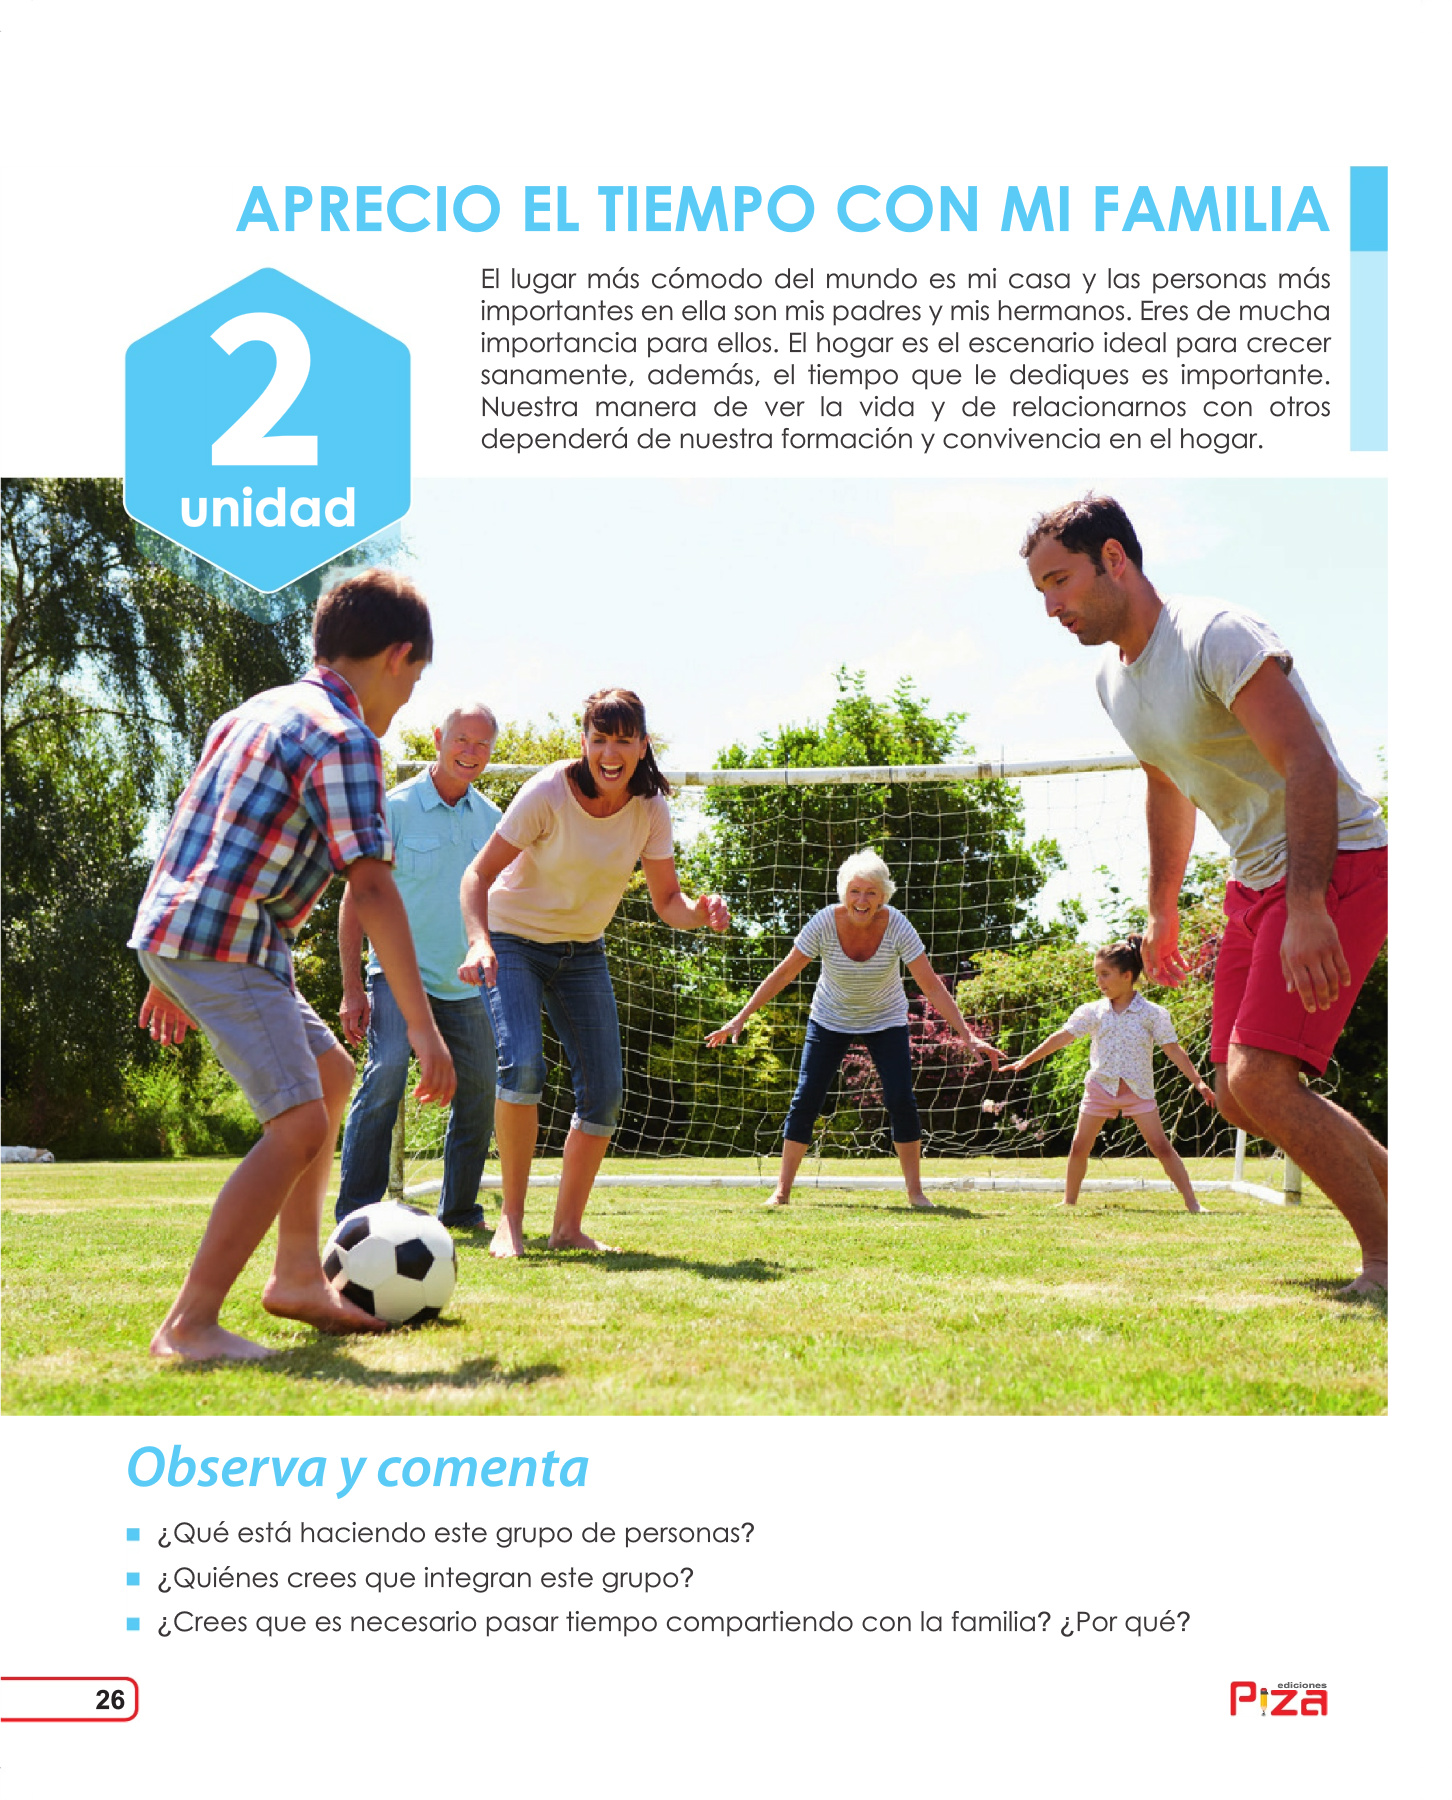 APRECIO EL TIEMPO CON MI FAMILIA
El lugar más cómodo del mundo es mi casa y las personas más
importantes en ella son mis padres y mis hermanos. Eres de mucha
importancia para ellos. El hogar es el escenario ideal para crecer
sanamente, además, el tiempo que le dediques es importante.
Nuestra manera de ver la vida y de relacionarnos con otros
dependerá de nuestra formación y convivencia en el hogar.
2
unidad
Observa y comenta
¿Qué está haciendo este grupo de personas?
¿Quiénes crees que integran este grupo?
¿Crees que es necesario pasar tiempo compartiendo con la familia? ¿Por qué?
26
ediciones
Piza